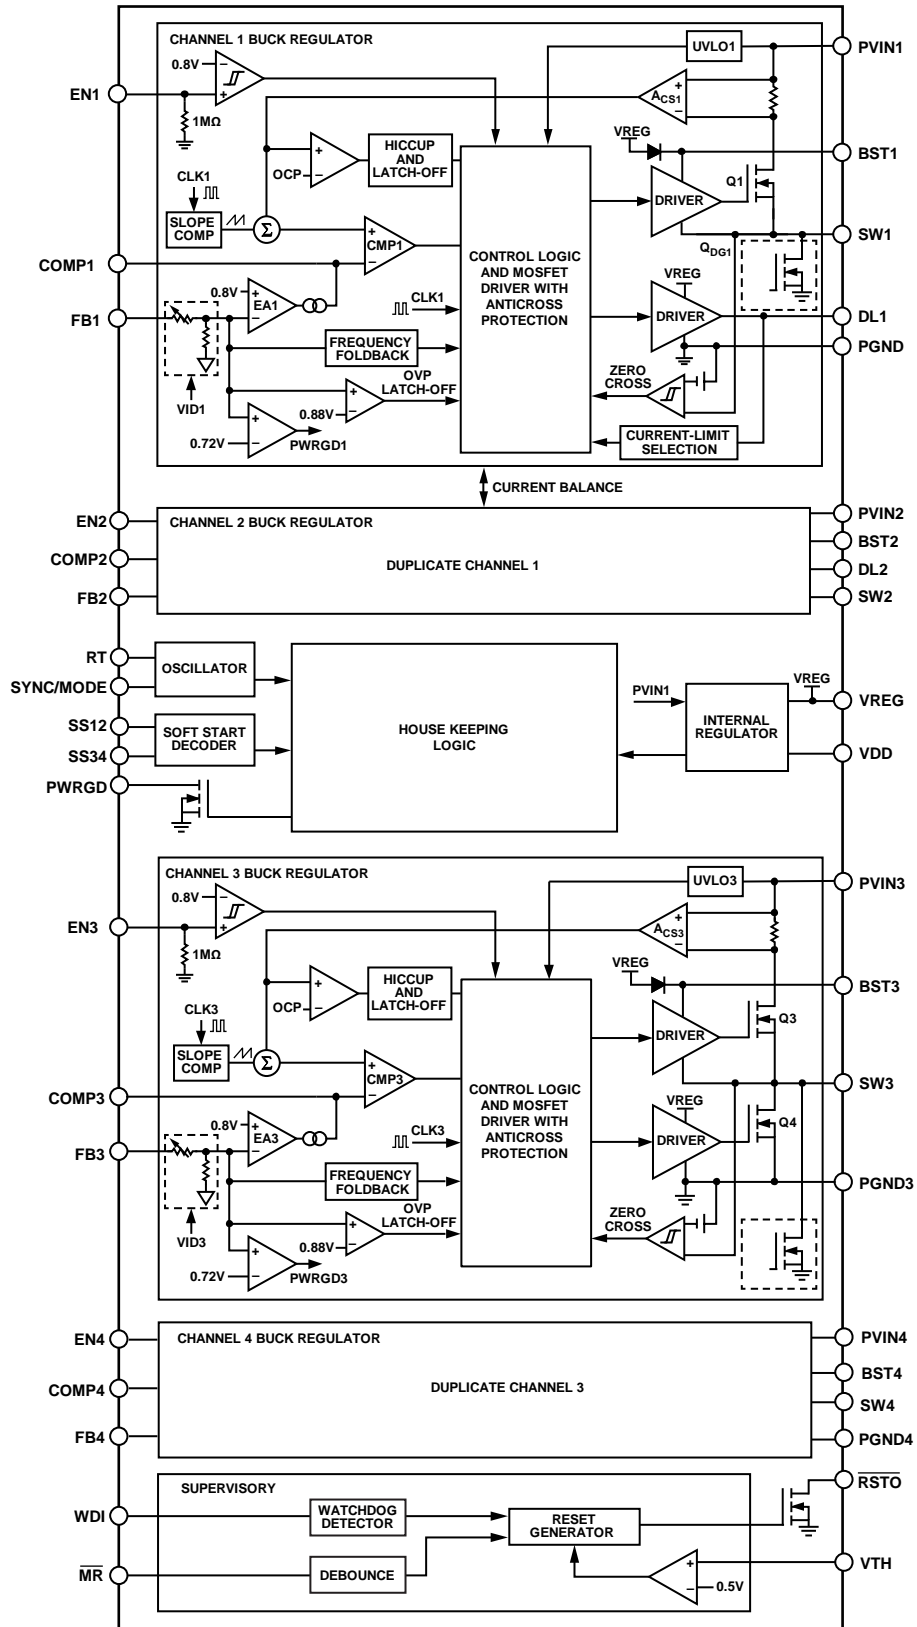 CHANNEL 1 BUCK REGULATOR
UVLO1
PVIN1
0.8V
–
+
EN1
1MΩ
ACS1
+
–
VREG
BST1
HICCUP
AND
LATCH-OFF
+
–
OCP
Q1
DRIVER
CLK1
SLOPE
COMP
Σ
+
–
CMP1
SW1
QDG1
COMP1
CONTROL LOGIC
AND MOSFET
DRIVER WITH
ANTICROSS
PROTECTION
0.8V
+
–
EA1
CLK1
VREG
DRIVER
FB1
DL1
FREQUENCY
FOLDBACK
PGND
ZERO
CROSS
OVP
LATCH-OFF
VID1
+
–
0.88V
+
–
0.72V
PWRGD1
CURRENT-LIMIT
SELECTION
CURRENT BALANCE
EN2
CHANNEL 2 BUCK REGULATOR
PVIN2
BST2
COMP2
DUPLICATE CHANNEL 1
DL2
FB2
SW2
RT
OSCILLATOR
SYNC/MODE
PVIN1
VREG
HOUSE KEEPING
LOGIC
INTERNAL
REGULATOR
VREG
SS12
SOFT START
DECODER
SS34
VDD
PWRGD
CHANNEL 3 BUCK REGULATOR
UVLO3
PVIN3
0.8V
–
+
EN3
1MΩ
ACS3
+
–
VREG
BST3
HICCUP
AND
LATCH-OFF
+
–
OCP
Q3
DRIVER
CLK3
SLOPE
COMP
Σ
+
–
CMP3
SW3
COMP3
CONTROL LOGIC
AND MOSFET
DRIVER WITH
ANTICROSS
PROTECTION
0.8V
+
–
EA3
CLK3
VREG
DRIVER
Q4
FB3
FREQUENCY
FOLDBACK
PGND3
ZERO
CROSS
OVP
LATCH-OFF
VID3
+
–
0.88V
+
–
0.72V
PWRGD3
EN4
CHANNEL 4 BUCK REGULATOR
PVIN4
BST4
COMP4
DUPLICATE CHANNEL 3
SW4
FB4
PGND4
SUPERVISORY
RSTO
WDI
WATCHDOG
DETECTOR
RESET
GENERATOR
MR
DEBOUNCE
+
–
0.5V
VTH